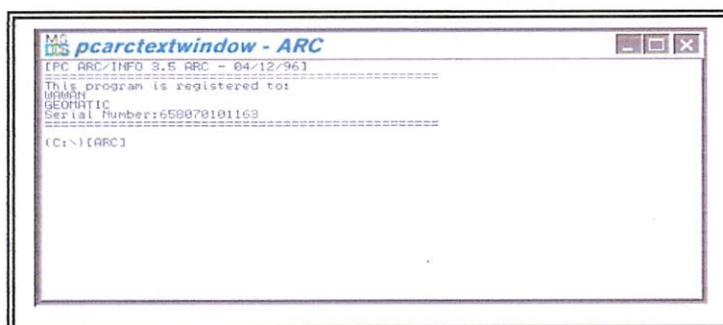 MS DOS pcarctextwindow - ARC
[PC ARC/INFO 3.5 ARC - 04/12/96]
==============================================
This program is registered to:
WAWAN
GEOMATIC
Serial Number:658070101163
==============================================
(C:\)[ARC]